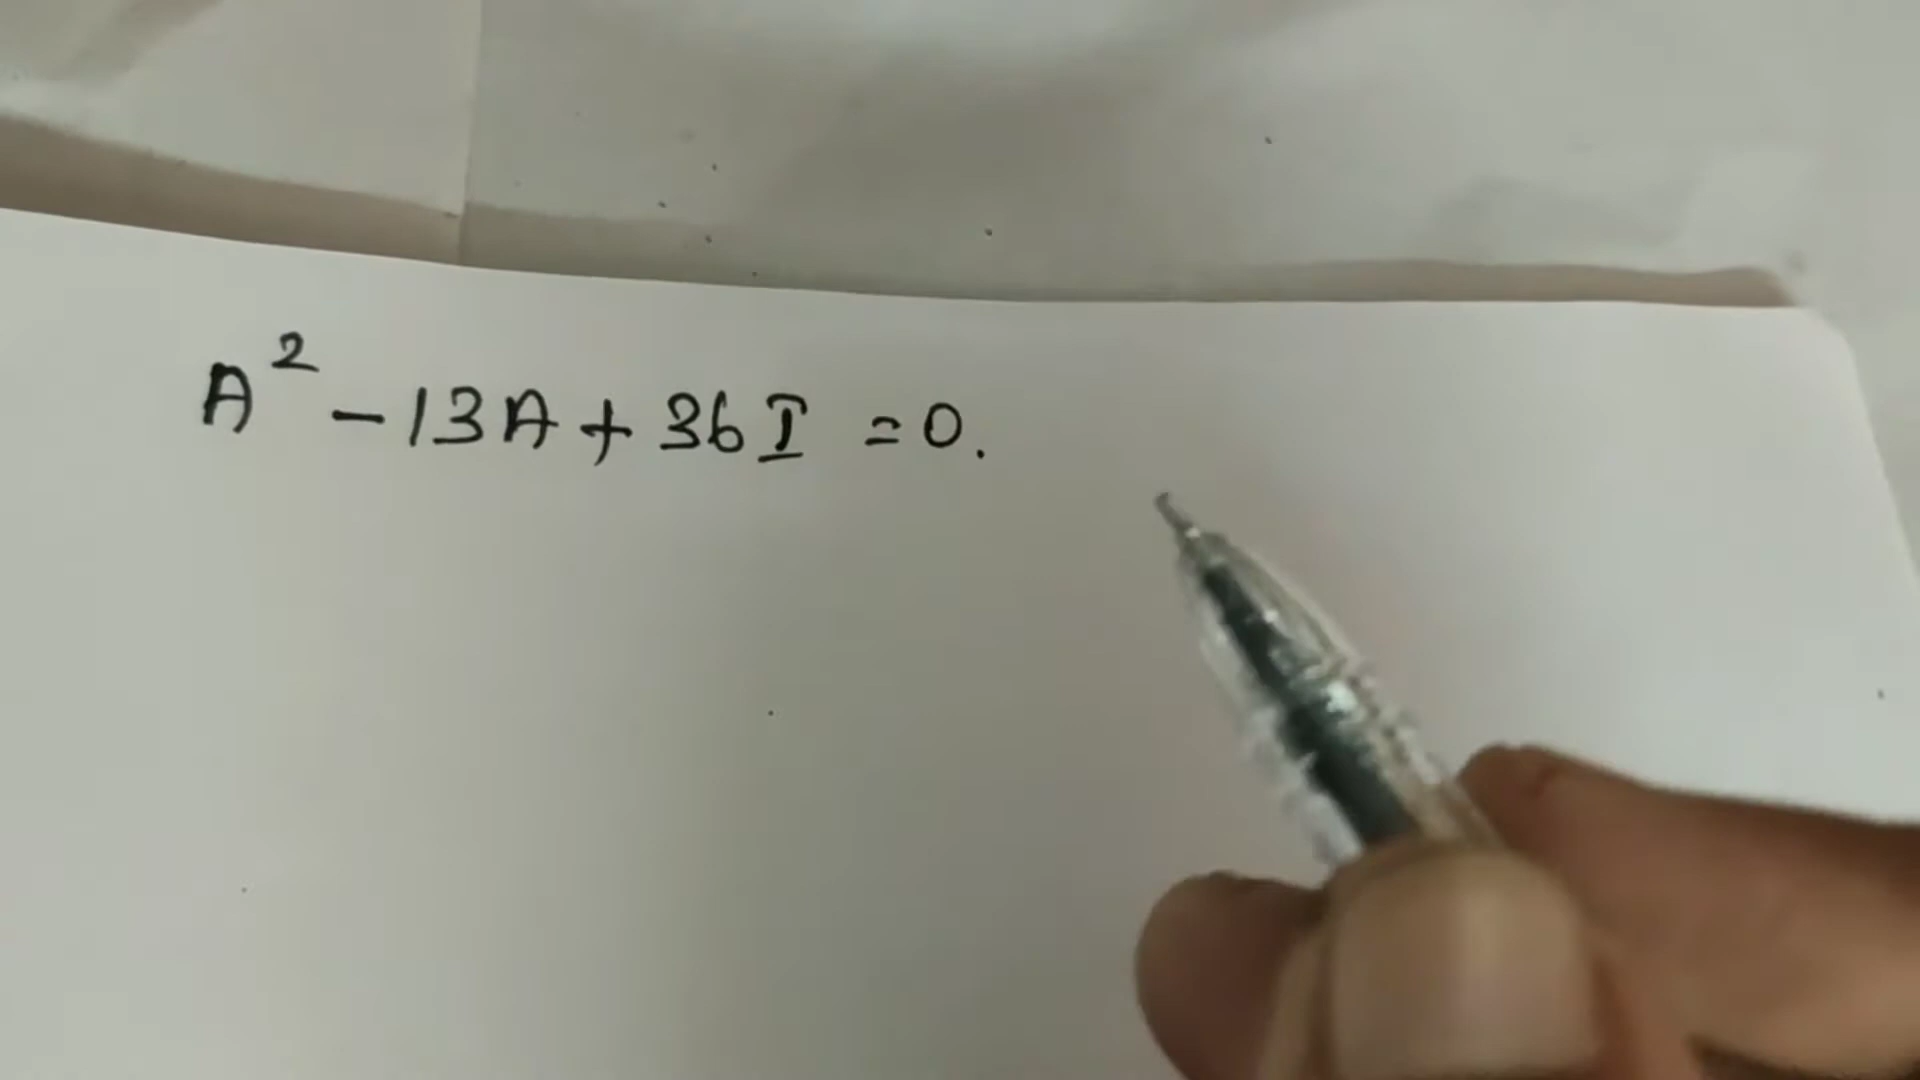 A² - 13A + 36I = 0.